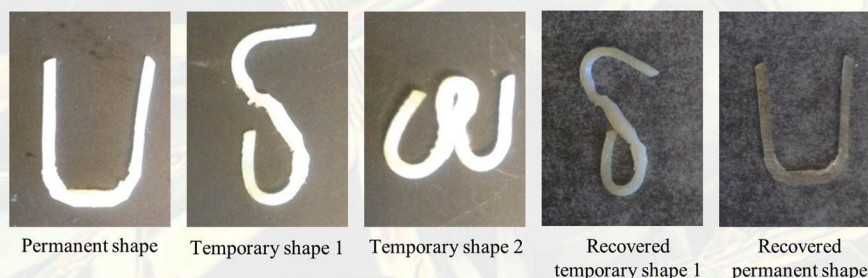 Permanent shape
Temporary shape 1
Temporary shape 2
Recovered
temporary shape 1
Recovered
permanent shape